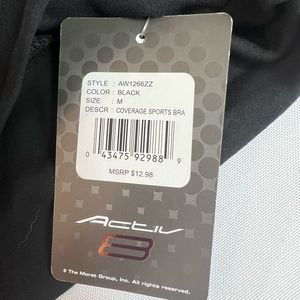 STYLE : AW1266ZZ
COLOR : BLACK
SIZE : M
DESCR : COVERAGE SPORTS BRA
0 43475 92988 9
MSRP $12.98
Activ
8
® The Moret Group, Inc. All rights reserved.